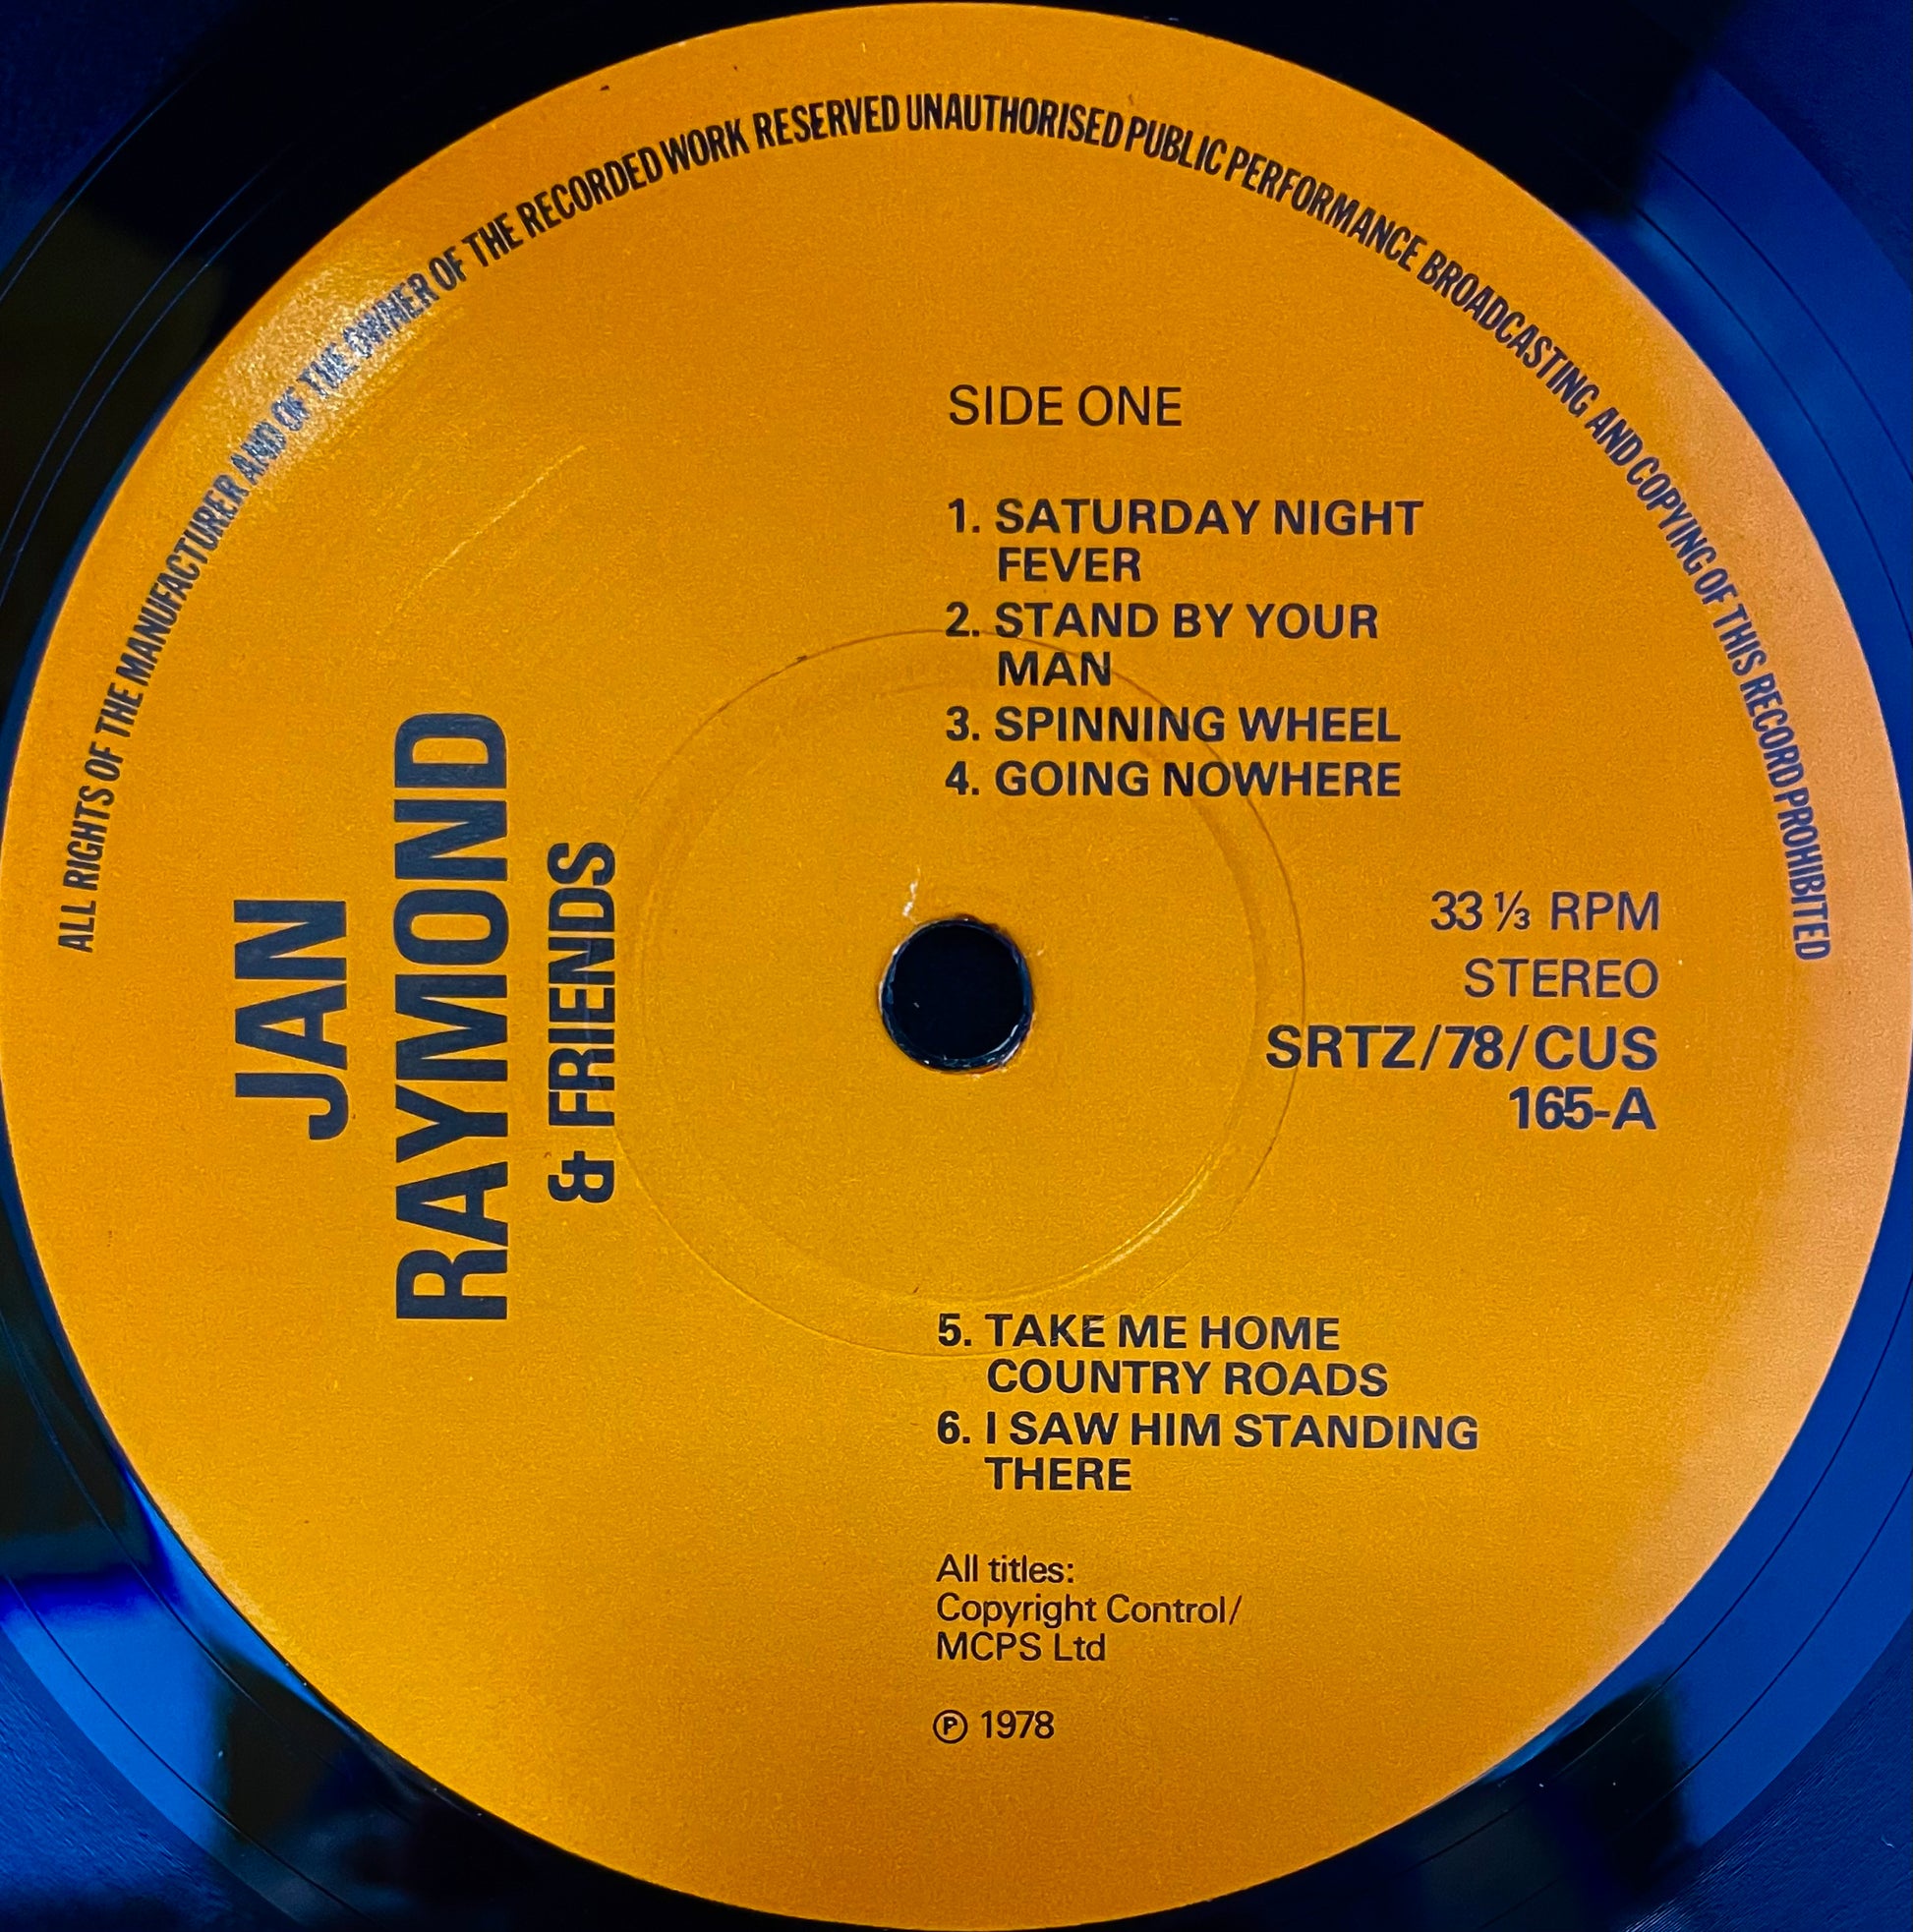 ALL RIGHTS OF THE MANUFACTURER AND OF THE OWNER OF THE RECORDED WORK RESERVED UNAUTHORISED PUBLIC PERFORMANCE BROADCASTING AND COPYING OF THIS RECORD PROHIBITED
JAN
RAYMOND
& FRIENDS
SIDE ONE
1. SATURDAY NIGHT
FEVER
2. STAND BY YOUR
MAN
3. SPINNING WHEEL
4. GOING NOWHERE
33 ⅓ RPM
STEREO
SRTZ/78/CUS
165-A
5. TAKE ME HOME
COUNTRY ROADS
6. I SAW HIM STANDING
THERE
All titles:
Copyright Control/
MCPS Ltd
℗ 1978